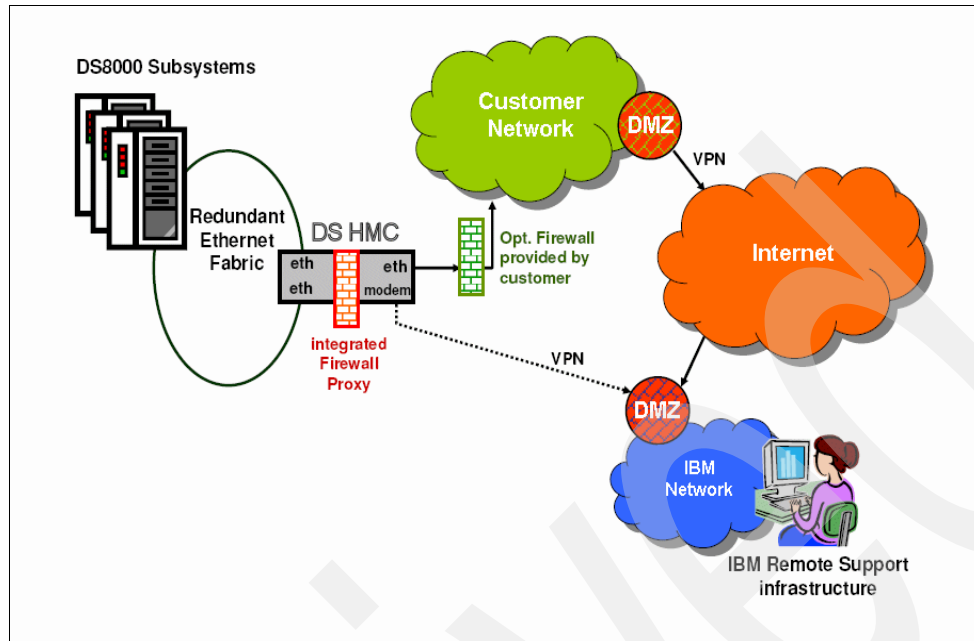 DS8000 Subsystems
Customer
Network
DMZ
VPN
Redundant
Ethernet
Fabric
DS HMC
eth
eth
eth
modem
Opt. Firewall
provided by
customer
Internet
integrated
Firewall
Proxy
VPN
DMZ
IBM
Network
IBM Remote Support
infrastructure